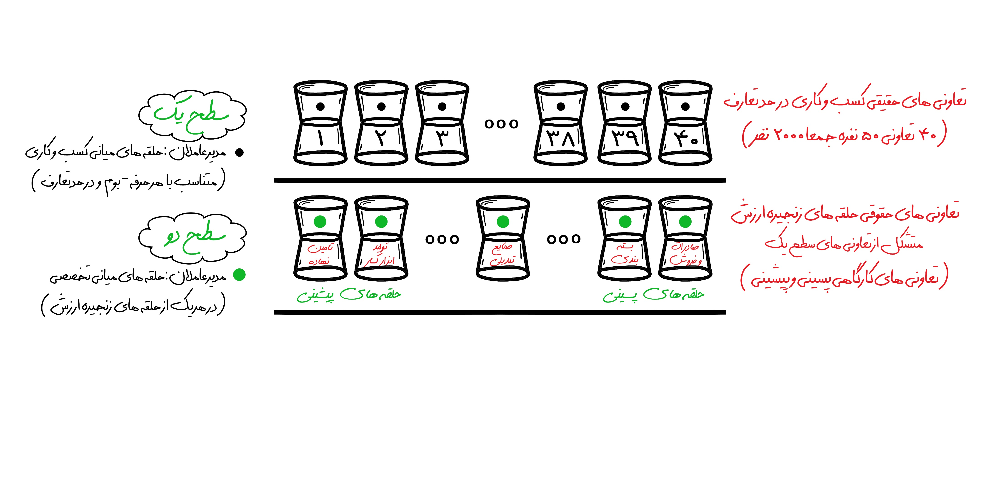 تعاونی های حقیقی کسب و کاری در حد تعارف
(۴۰ تعاونی ۵۰ نفره جمعا ۲۰۰۰ نفر)
۱ ۲ ۳ ... ۳۸ ۳۹ ۴۰
سطح یک
مدیرعاملان: حلقه های میانی کسب و کاری
(متناسب با هر حرفه - بوم و در حد تعارف)
تعاونی های حقوقی حلقه های زنجیره ارزش
متشکل از تعاونی های سطح یک
(تعاونی های کارگاهی پسینی و پیشینی)
صادرات
و فروش
بسته
بندی
صنایع
تبدیلی
تولید
ابزار کار
تامین
نهاده
حلقه های پسینی
حلقه های پیشینی
سطح دو
مدیرعاملان: حلقه های میانی تخصصی
(در هر یک از حلقه های زنجیره ارزش)